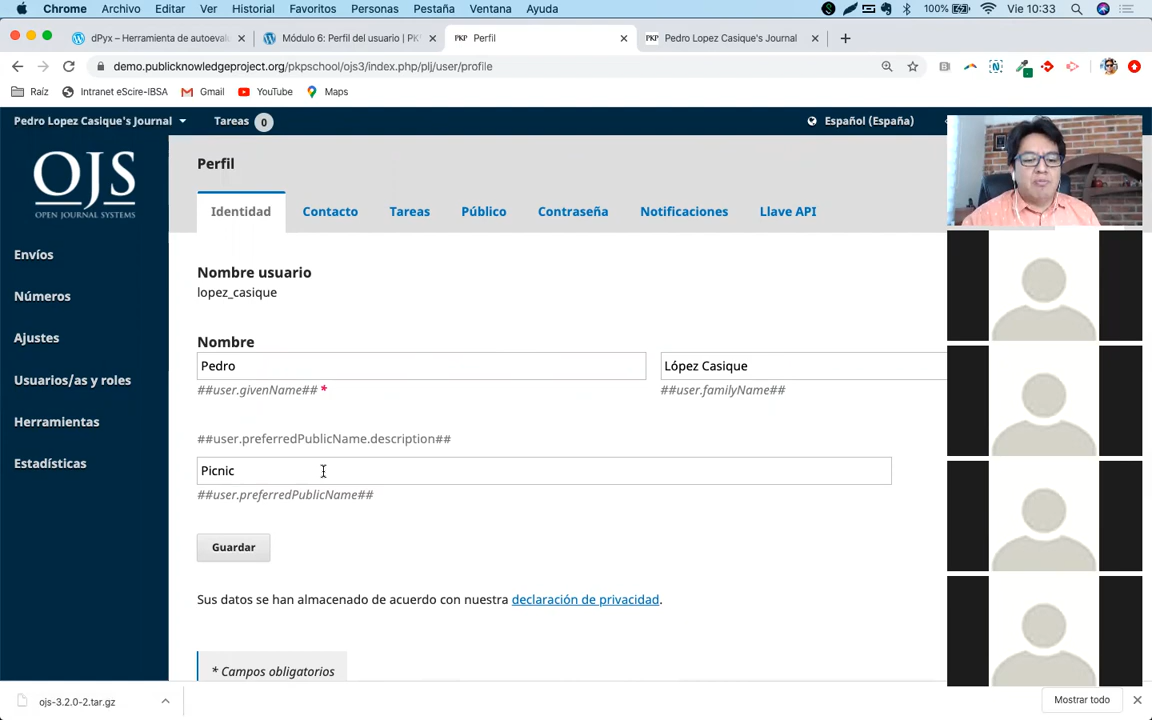 Chrome Archivo Editar Ver Historial Favoritos Personas Pestaña Ventana Ayuda 100% Vie 10:33
dPyx – Herramienta de autoeval Módulo 6: Perfil del usuario | PK Perfil Pedro Lopez Casique's Journal
demo.publicknowledgeproject.org/pkpschool/ojs3/index.php/plj/user/profile
Raíz Intranet eScire-IBSA Gmail YouTube Maps
Pedro Lopez Casique's Journal Tareas 0 Español (España)
OJS
OPEN JOURNAL SYSTEMS
Envíos
Números
Ajustes
Usuarios/as y roles
Herramientas
Estadísticas
Perfil
Identidad Contacto Tareas Público Contraseña Notificaciones Llave API
Nombre usuario
lopez_casique
Nombre
Pedro López Casique
##user.givenName## * ##user.familyName##
##user.preferredPublicName.description##
Picnic
##user.preferredPublicName##
Guardar
Sus datos se han almacenado de acuerdo con nuestra declaración de privacidad.
* Campos obligatorios
ojs-3.2.0-2.tar.gz Mostrar todo